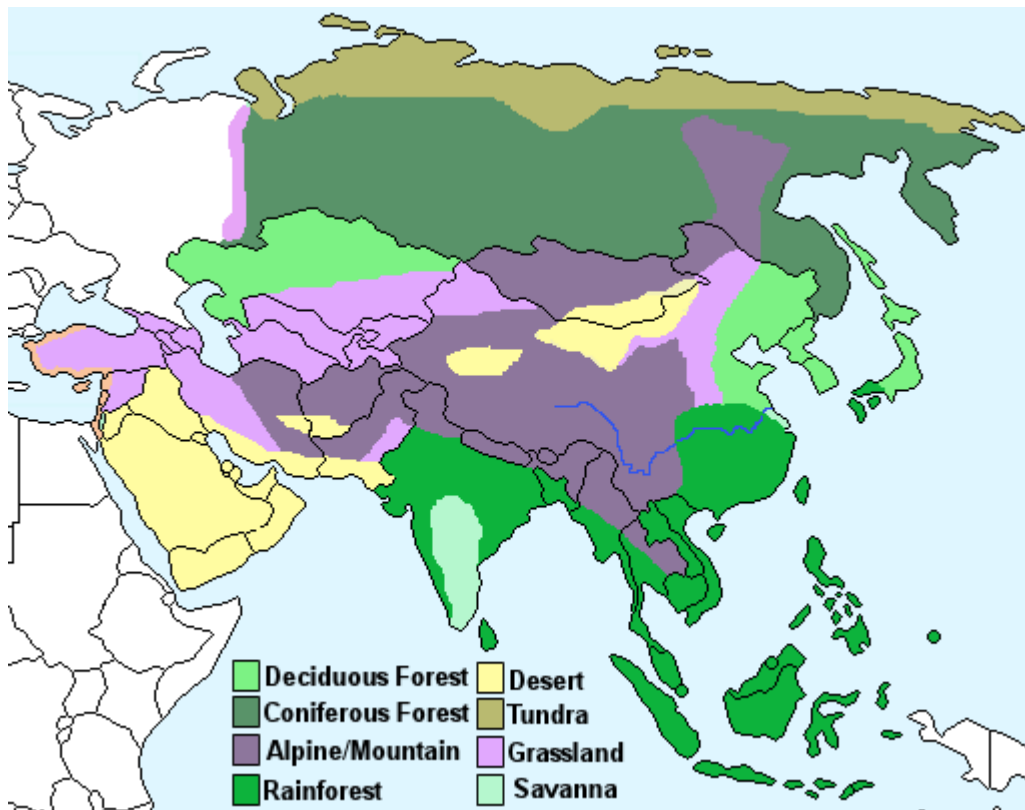 Deciduous Forest
Desert
Coniferous Forest
Tundra
Alpine/Mountain
Grassland
Rainforest
Savanna